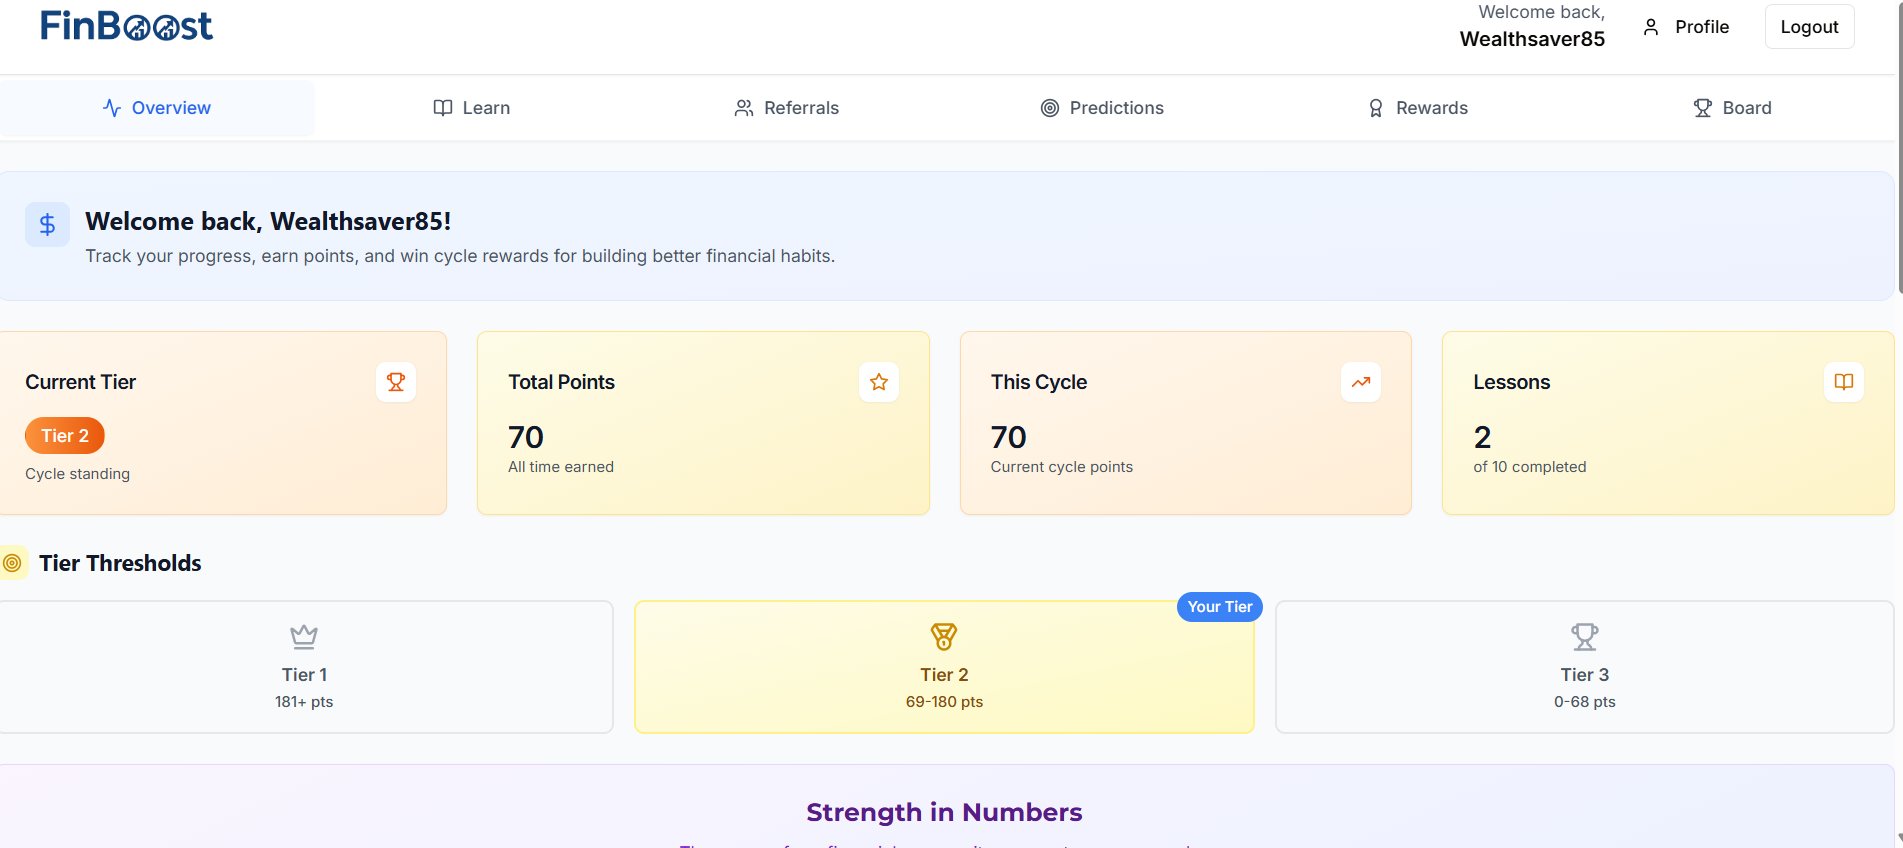 FinBoost
Welcome back,
Wealthsaver85
Profile
Logout
Overview
Learn
Referrals
Predictions
Rewards
Board
Welcome back, Wealthsaver85!
Track your progress, earn points, and win cycle rewards for building better financial habits.
Current Tier
Tier 2
Cycle standing
Total Points
70
All time earned
This Cycle
70
Current cycle points
Lessons
2
of 10 completed
Tier Thresholds
Tier 1
181+ pts
Your Tier
Tier 2
69-180 pts
Tier 3
0-68 pts
Strength in Numbers